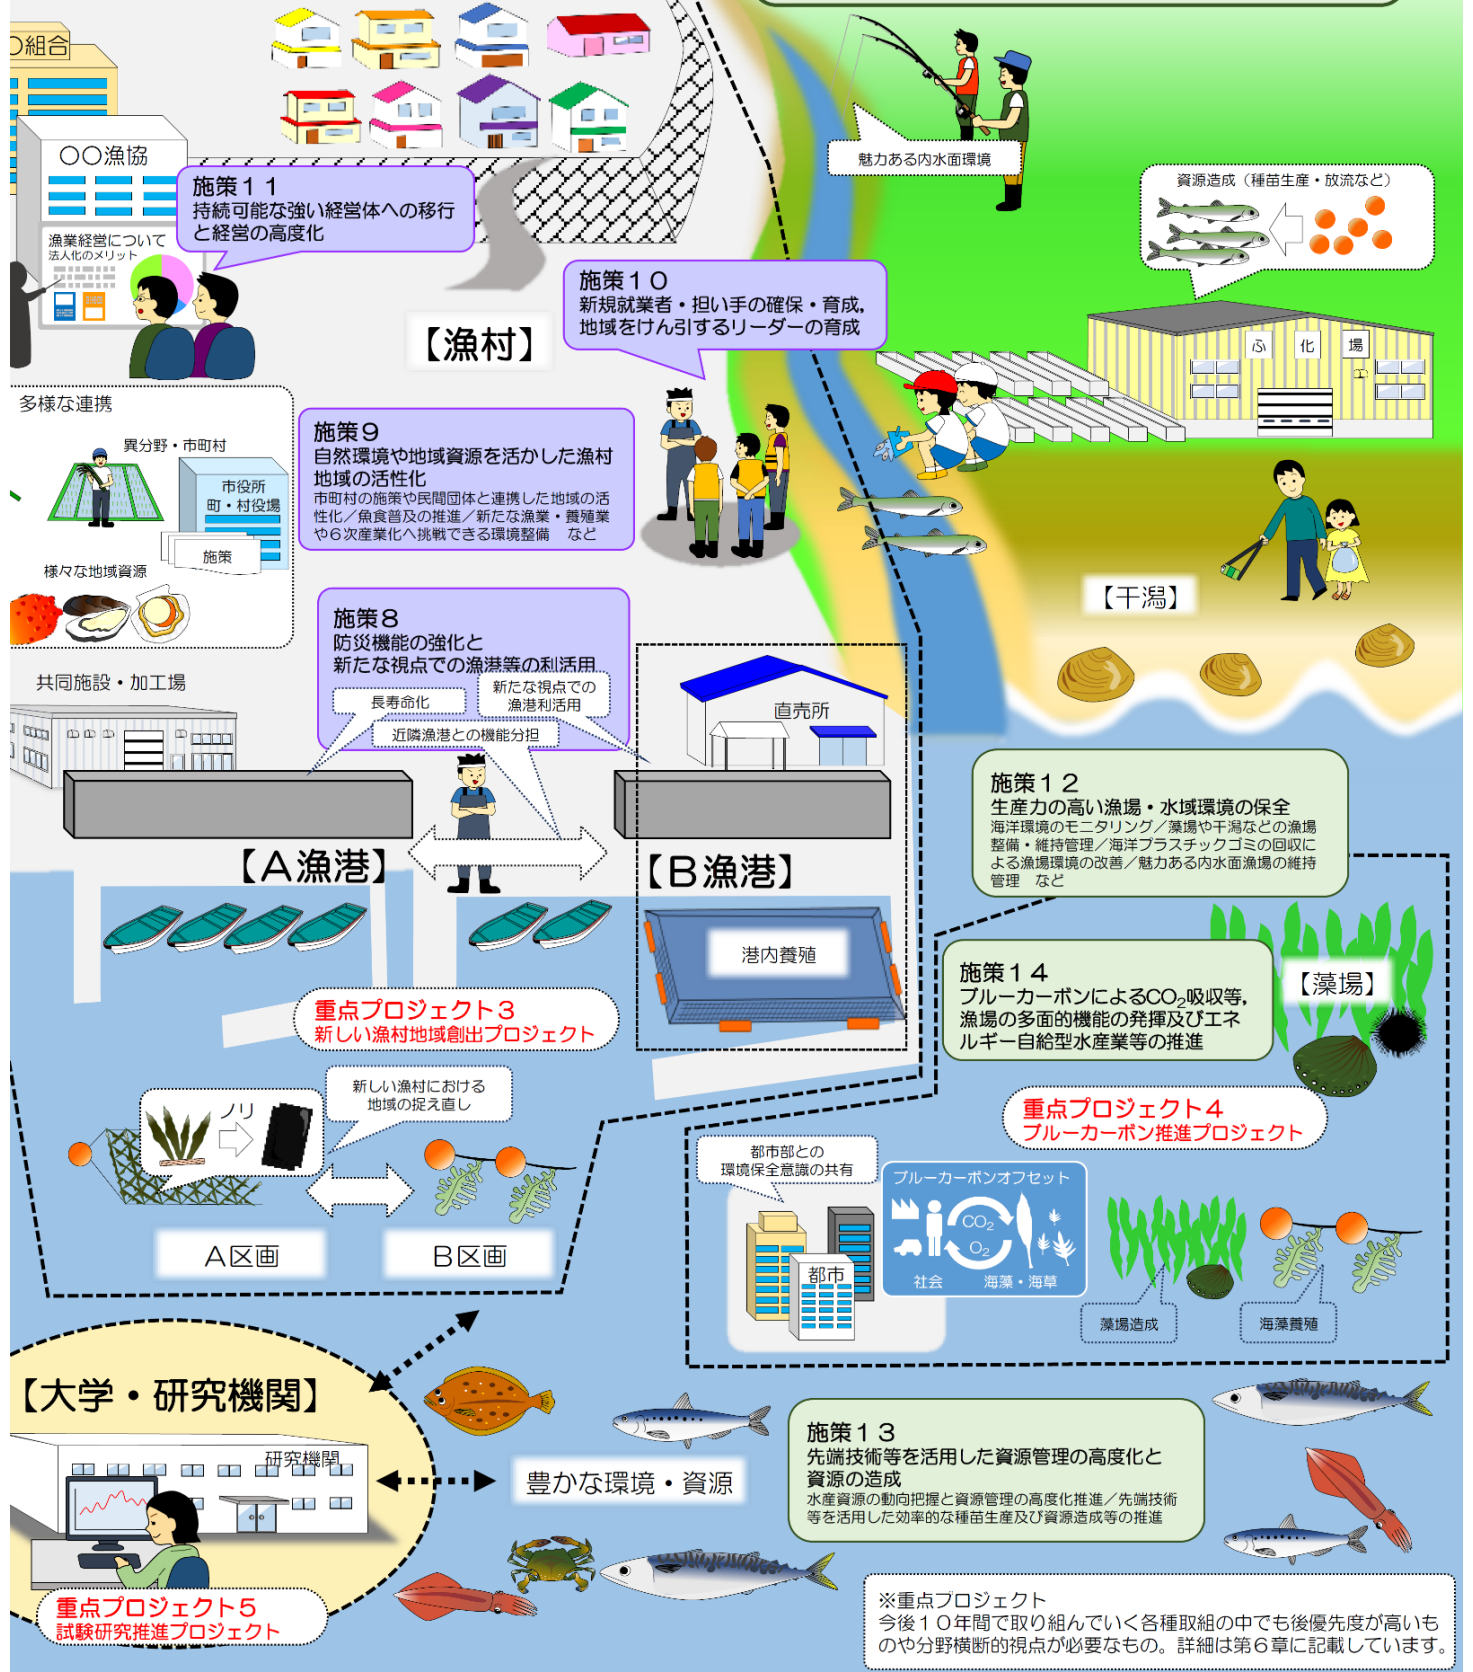 〇組合
〇〇漁協
漁業経営について
法人化のメリット
施策１１
持続可能な強い経営体への移行
と経営の高度化
魅力ある内水面環境
資源造成（種苗生産・放流など）
ふ 化 場
施策１０
新規就業者・担い手の確保・育成，
地域をけん引するリーダーの育成
【漁村】
多様な連携
異分野・市町村
市役所
町・村役場
施策
様々な地域資源
施策９
自然環境や地域資源を活かした漁村
地域の活性化
市町村の施策や民間団体と連携した地域の活
性化／魚食普及の推進／新たな漁業・養殖業
や６次産業化へ挑戦できる環境整備　など
【干潟】
施策８
防災機能の強化と
新たな視点での漁港等の利活用
長寿命化
新たな視点での
漁港利活用
近隣漁港との機能分担
共同施設・加工場
直売所
【Ａ漁港】
【Ｂ漁港】
港内養殖
施策１２
生産力の高い漁場・水域環境の保全
海洋環境のモニタリング／藻場や干潟などの漁場
整備・維持管理／海洋プラスチックゴミの回収に
よる漁場環境の改善／魅力ある内水面漁場の維持
管理　など
施策１４
ブルーカーボンによるCO₂吸収等，
漁場の多面的機能の発揮及びエネ
ルギー自給型水産業等の推進
【藻場】
重点プロジェクト３
新しい漁村地域創出プロジェクト
新しい漁村における
地域の捉え直し
ノリ
Ａ区画
Ｂ区画
重点プロジェクト４
ブルーカーボン推進プロジェクト
都市部との
環境保全意識の共有
都市
ブルーカーボンオフセット
CO₂
O₂
社会
海藻・海草
藻場造成
海藻養殖
【大学・研究機関】
研究機関
豊かな環境・資源
施策１３
先端技術等を活用した資源管理の高度化と
資源の造成
水産資源の動向把握と資源管理の高度化推進／先端技術
等を活用した効率的な種苗生産及び資源造成等の推進
重点プロジェクト５
試験研究推進プロジェクト
※重点プロジェクト
今後１０年間で取り組んでいく各種取組の中でも後優先度が高いも
のや分野横断的視点が必要なもの。詳細は第６章に記載しています。